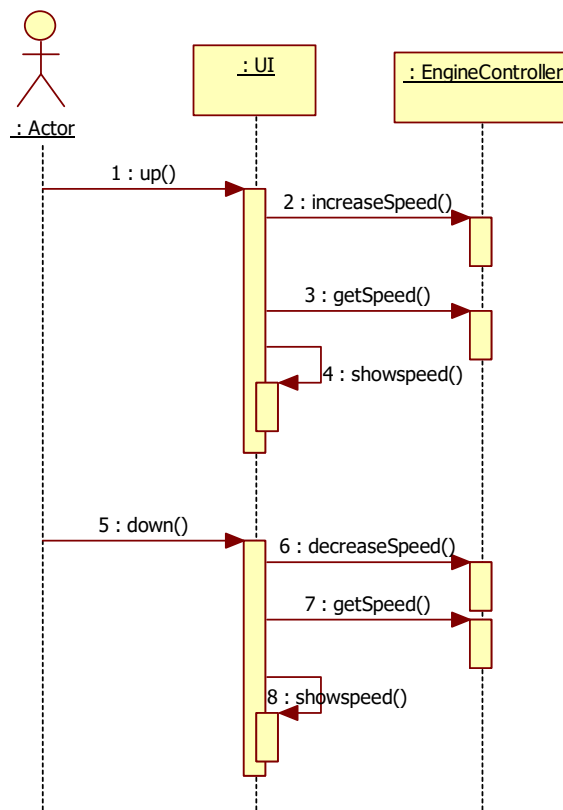 : UI
: EngineController
: Actor
1 : up()
2 : increaseSpeed()
3 : getSpeed()
4 : showspeed()
5 : down()
6 : decreaseSpeed()
7 : getSpeed()
8 : showspeed()